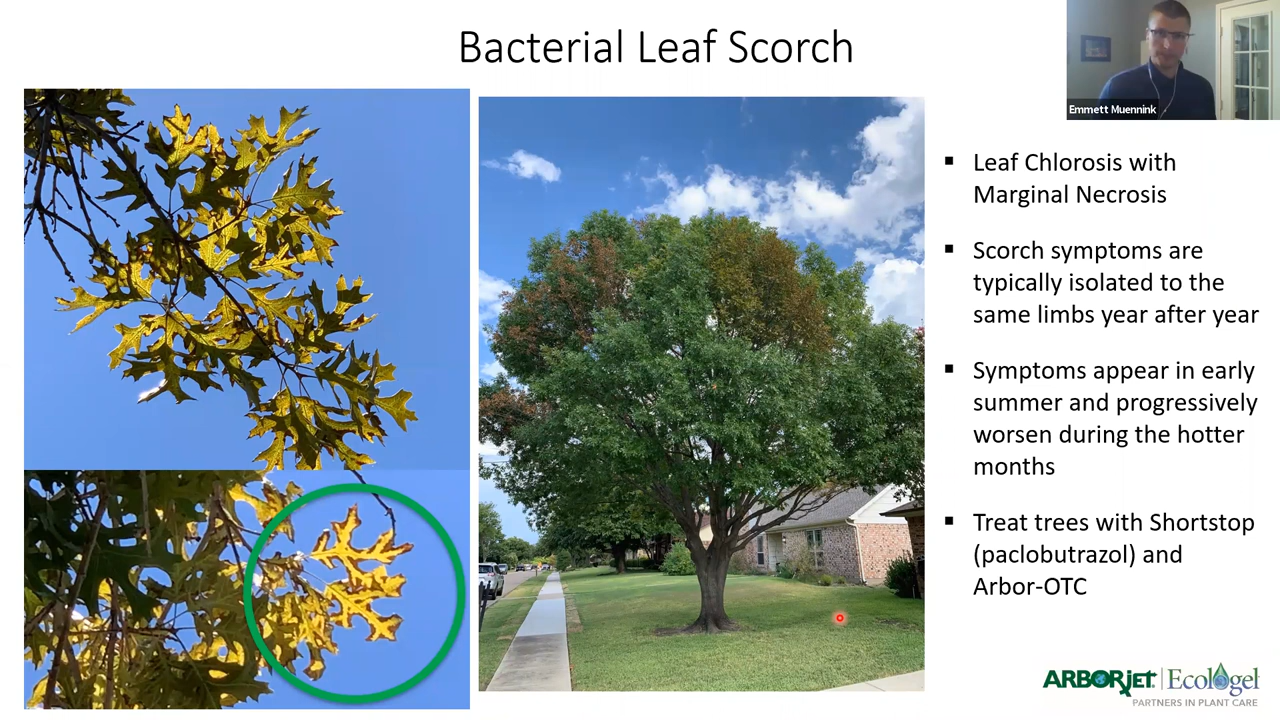 Bacterial Leaf Scorch
Emmett Muennink
▪ Leaf Chlorosis with
Marginal Necrosis
▪ Scorch symptoms are
typically isolated to the
same limbs year after year
▪ Symptoms appear in early
summer and progressively
worsen during the hotter
months
▪ Treat trees with Shortstop
(paclobutrazol) and
Arbor-OTC
ARBORjet | Ecologel
PARTNERS IN PLANT CARE